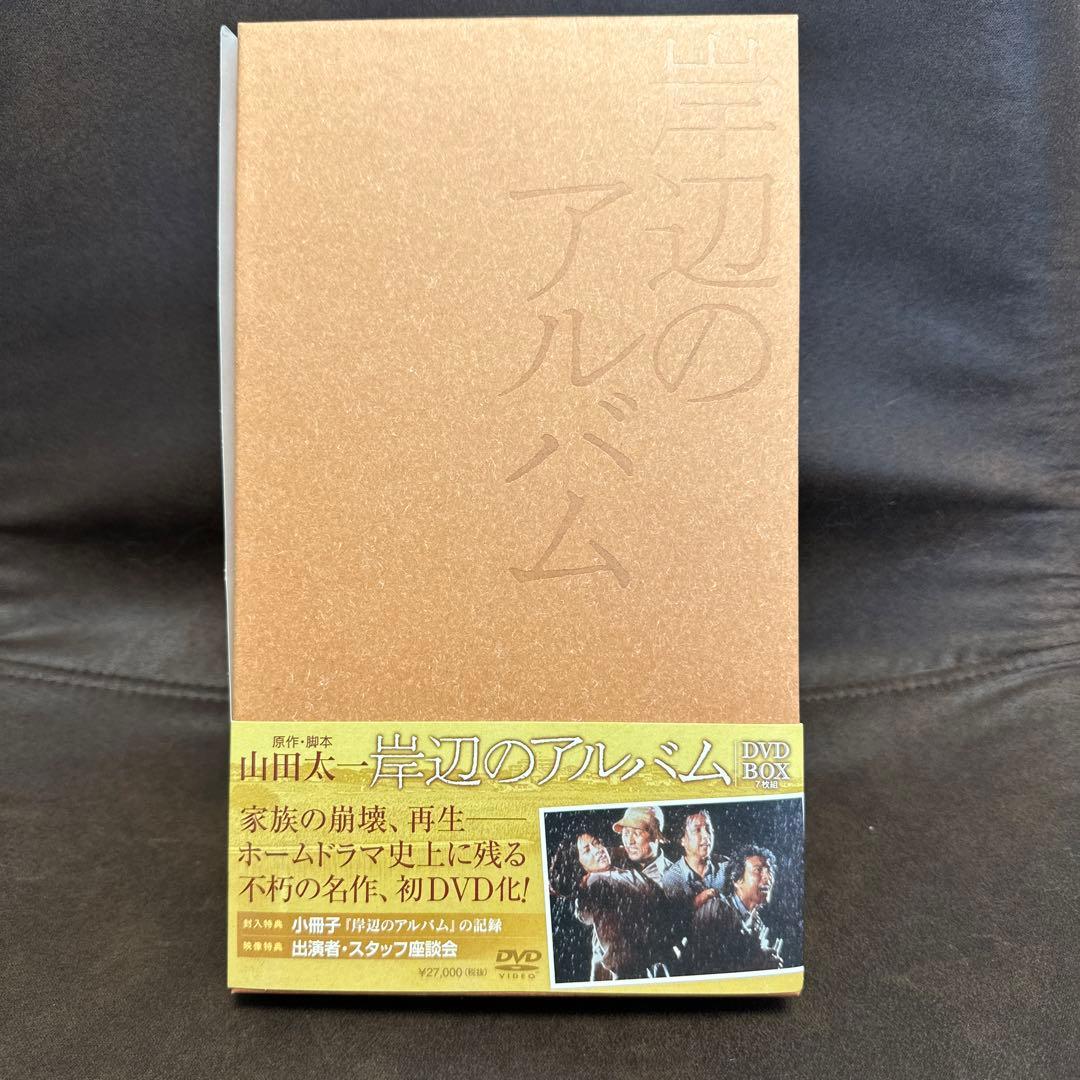 岸辺の
アルバム
原作・脚本
山田太一
岸辺のアルバム
DVD
BOX
7枚組
家族の崩壊、再生――
ホームドラマ史上に残る
不朽の名作、初DVD化!
封入特典 小冊子『岸辺のアルバム』の記録
映像特典 出演者・スタッフ座談会
¥27,000(税抜)
DVD
VIDEO